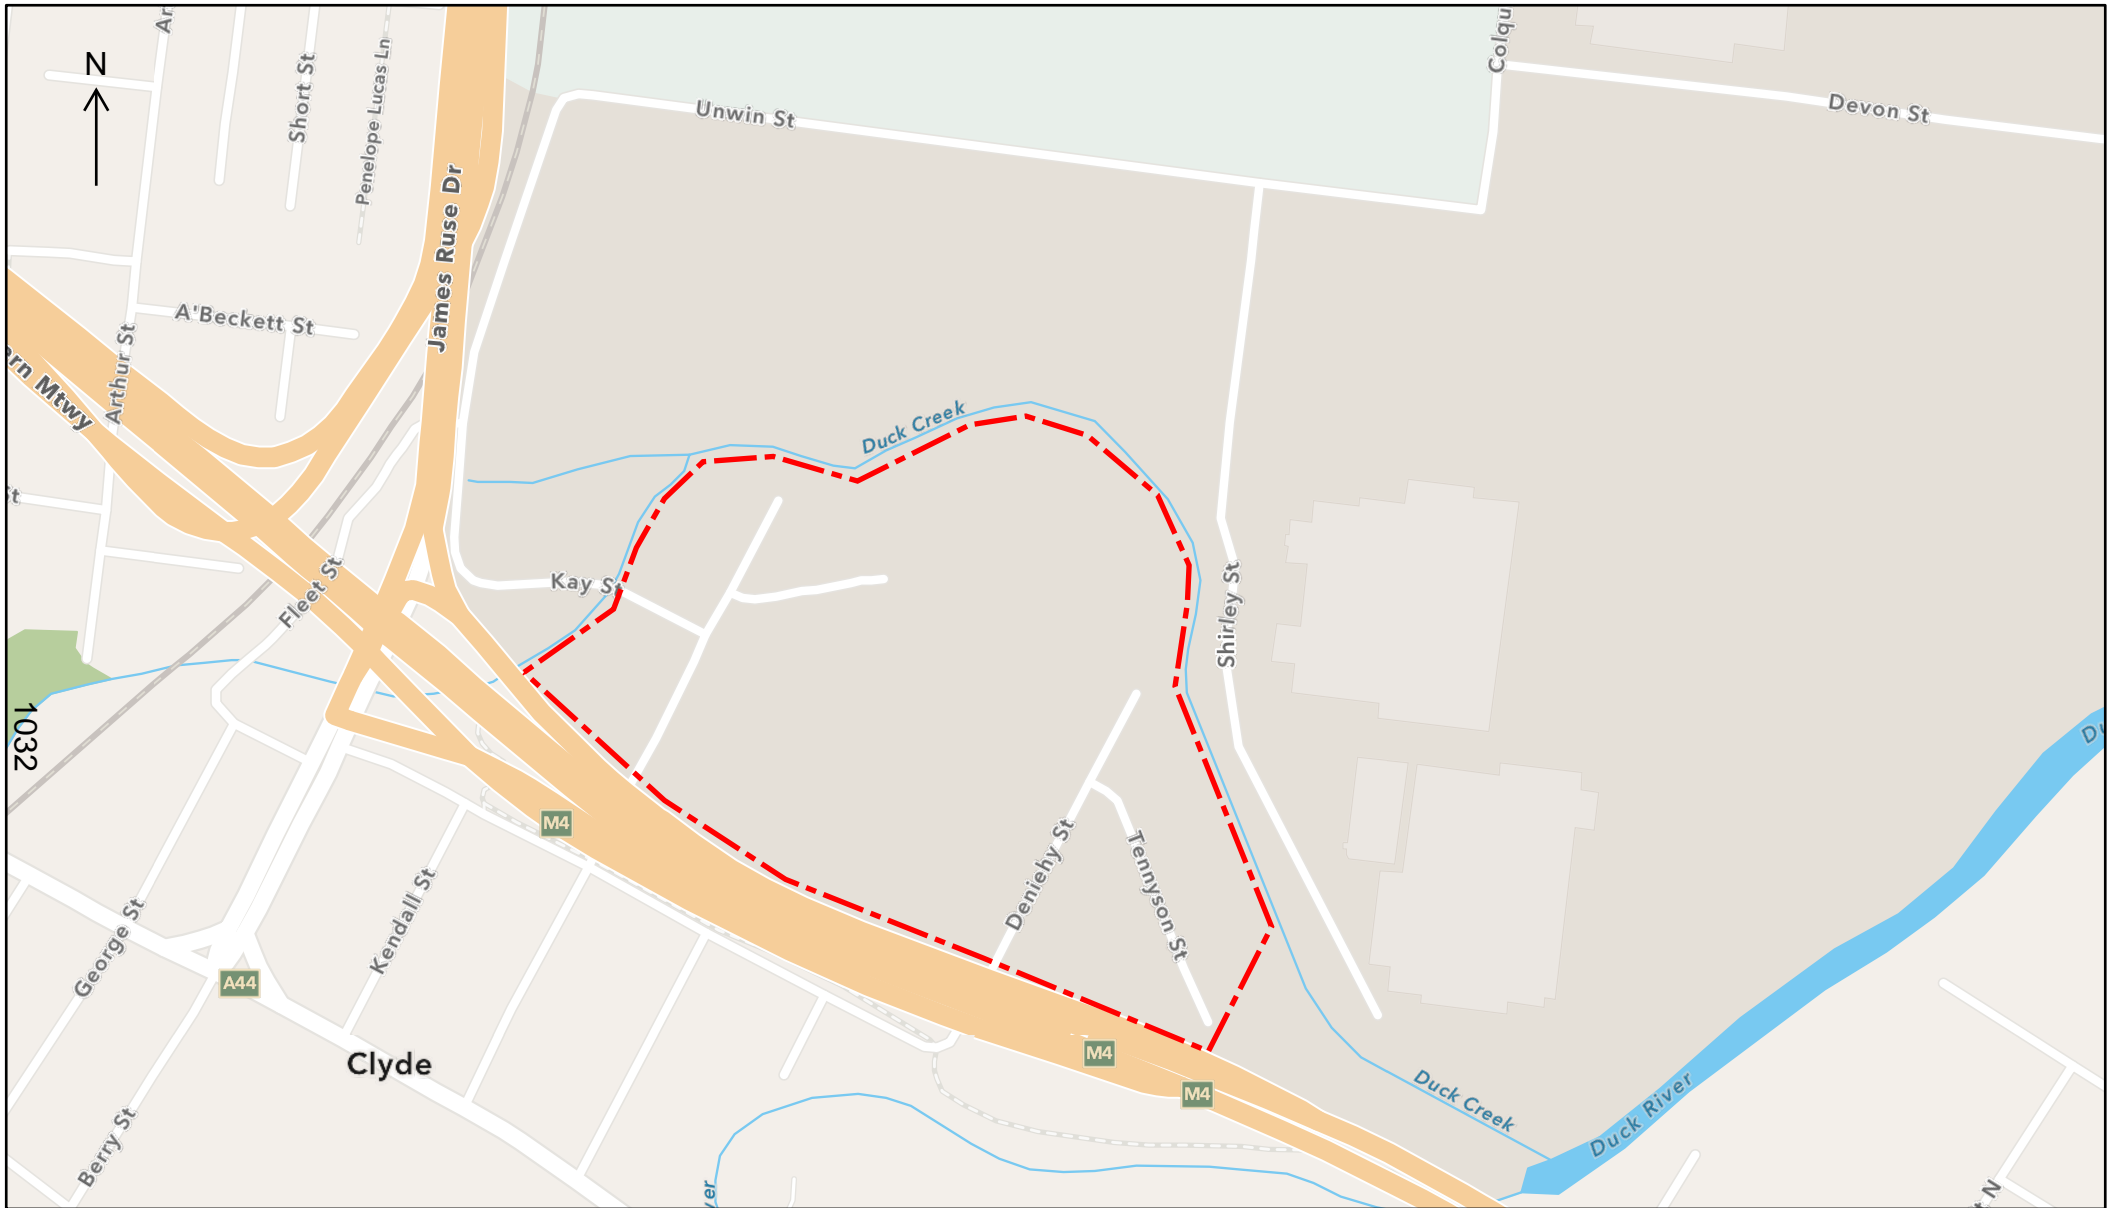 N
Short St
Penelope Lucas Ln
Unwin St
Devon St
James Ruse Dr
A'Beckett St
Arthur St
Mtwy
Duck Creek
Kay St
Fleet St
Shirley St
1032
M4
Deniehy St
Tennyson St
Kendall St
George St
A44
Clyde
M4
M4
Berry St
Duck Creek
Duck River